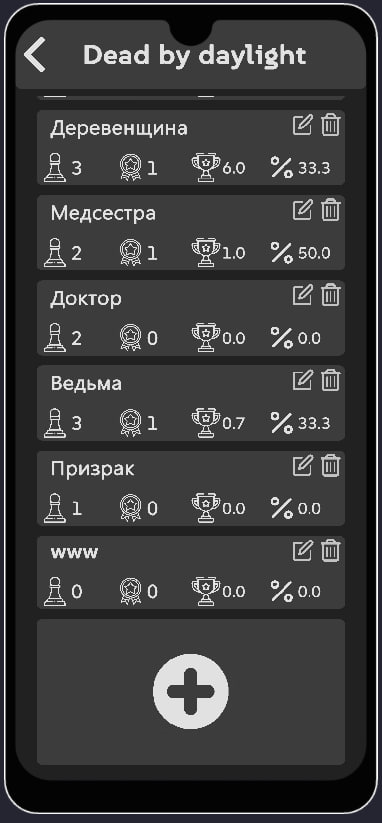 Dead by daylight
Деревенщина
3 1 6.0 % 33.3
Медсестра
2 1 1.0 % 50.0
Доктор
2 0 0.0 % 0.0
Ведьма
3 1 0.7 % 33.3
Призрак
1 0 0.0 % 0.0
www
0 0 0.0 % 0.0